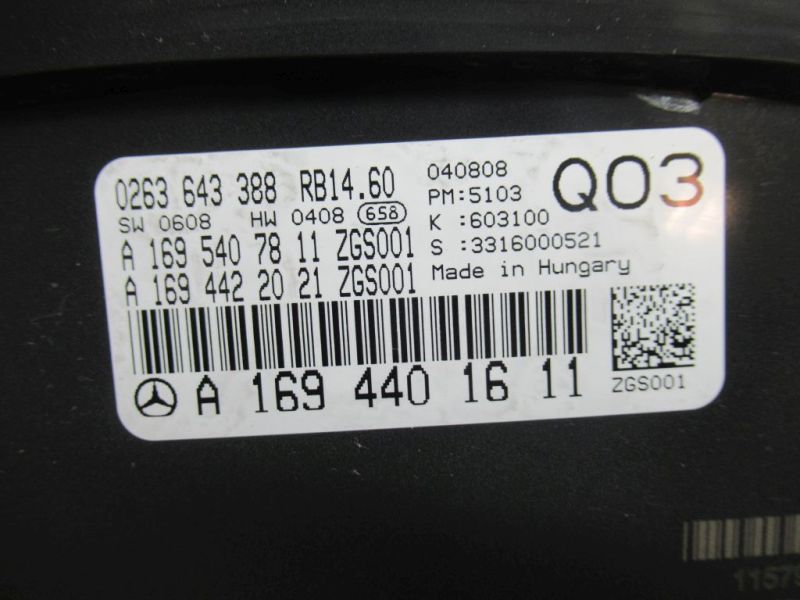 0263 643 388 RB14.60
SW 0608 HW 0408 658
A 169 540 78 11 ZGS001
A 169 442 20 21 ZGS001
040808
PM:5103
K :603100
S :3316000521
Made in Hungary
Q03
A 169 440 16 11
ZGS001